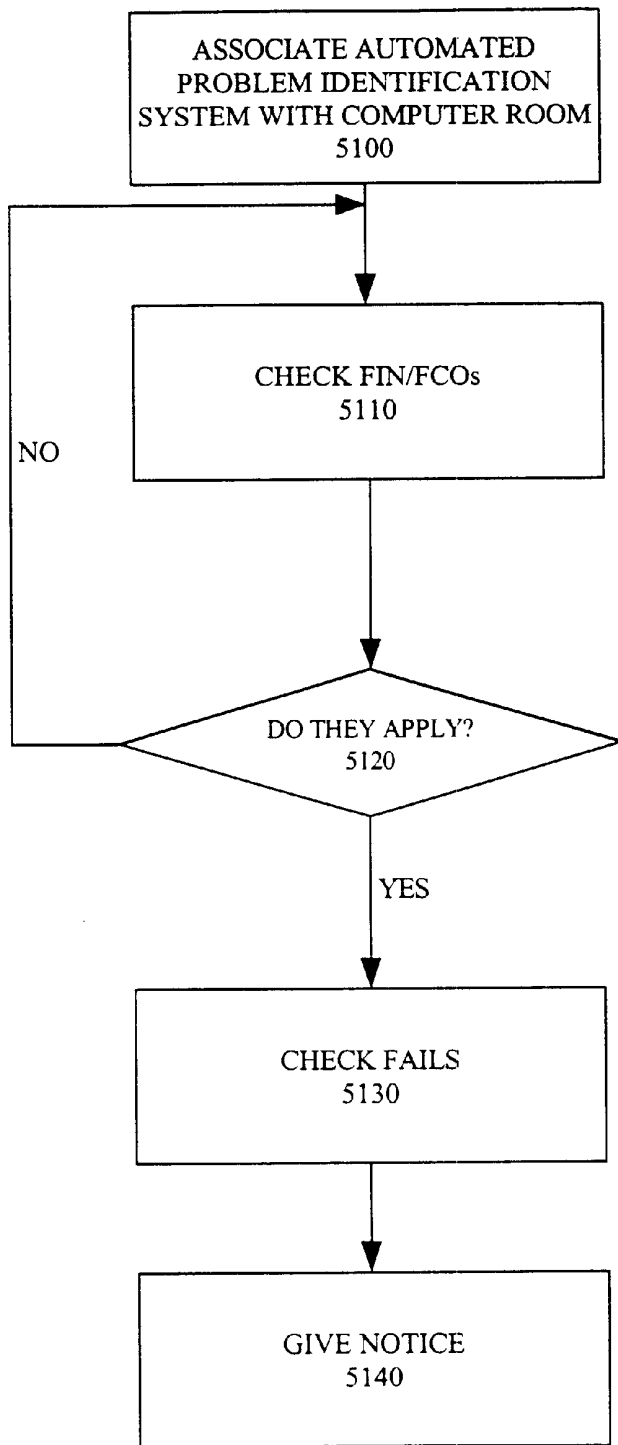 ASSOCIATE AUTOMATED
PROBLEM IDENTIFICATION
SYSTEM WITH COMPUTER ROOM
5100
CHECK FIN/FCOs
5110
NO
DO THEY APPLY?
5120
YES
CHECK FAILS
5130
GIVE NOTICE
5140